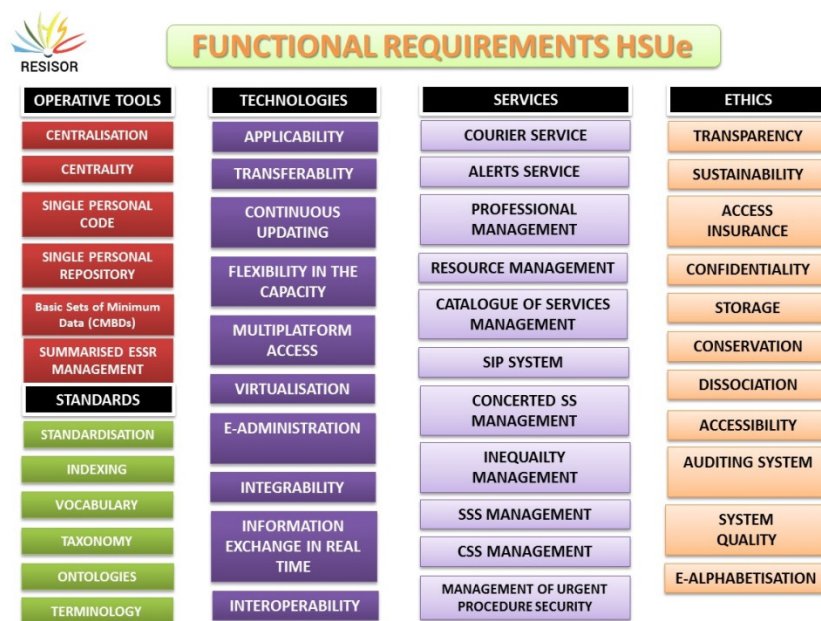 RESISOR
FUNCTIONAL REQUIREMENTS HSUe
OPERATIVE TOOLS
CENTRALISATION
CENTRALITY
SINGLE PERSONAL
CODE
SINGLE PERSONAL
REPOSITORY
Basic Sets of Minimum
Data (CMBDs)
SUMMARISED ESSR
MANAGEMENT
STANDARDS
STANDARDISATION
INDEXING
VOCABULARY
TAXONOMY
ONTOLOGIES
TERMINOLOGY
TECHNOLOGIES
APPLICABILITY
TRANSFERABLITY
CONTINUOUS
UPDATING
FLEXIBILITY IN THE
CAPACITY
MULTIPLATFORM
ACCESS
VIRTUALISATION
E-ADMINISTRATION
INTEGRABILITY
INFORMATION
EXCHANGE IN REAL
TIME
INTEROPERABILITY
SERVICES
COURIER SERVICE
ALERTS SERVICE
PROFESSIONAL
MANAGEMENT
RESOURCE MANAGEMENT
CATALOGUE OF SERVICES
MANAGEMENT
SIP SYSTEM
CONCERTED SS
MANAGEMENT
INEQUAILTY
MANAGEMENT
SSS MANAGEMENT
CSS MANAGEMENT
MANAGEMENT OF URGENT
PROCEDURE SECURITY
ETHICS
TRANSPARENCY
SUSTAINABILITY
ACCESS
INSURANCE
CONFIDENTIALITY
STORAGE
CONSERVATION
DISSOCIATION
ACCESSIBILITY
AUDITING SYSTEM
SYSTEM
QUALITY
E-ALPHABETISATION